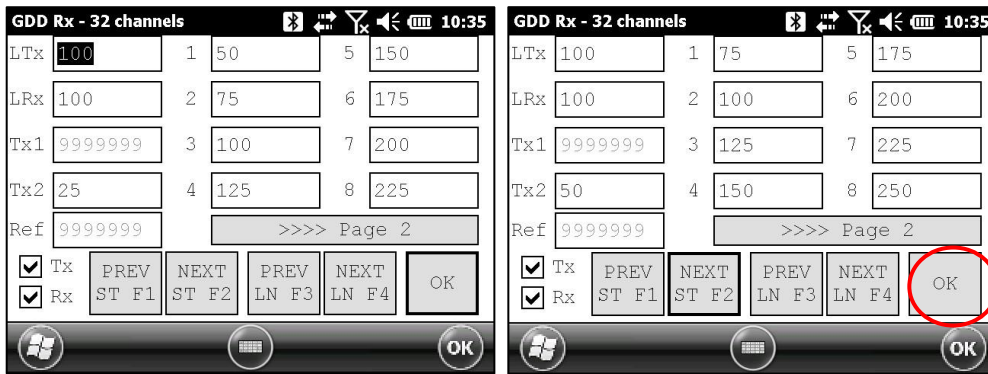 GDD Rx - 32 channels 10:35
LTx 100 1 50 5 150
LRx 100 2 75 6 175
Tx1 9999999 3 100 7 200
Tx2 25 4 125 8 225
Ref 9999999 >>>> Page 2
Tx PREV NEXT PREV NEXT OK
Rx ST F1 ST F2 LN F3 LN F4
OK
GDD Rx - 32 channels 10:35
LTx 100 1 75 5 175
LRx 100 2 100 6 200
Tx1 9999999 3 125 7 225
Tx2 50 4 150 8 250
Ref 9999999 >>>> Page 2
Tx PREV NEXT PREV NEXT OK
Rx ST F1 ST F2 LN F3 LN F4
OK